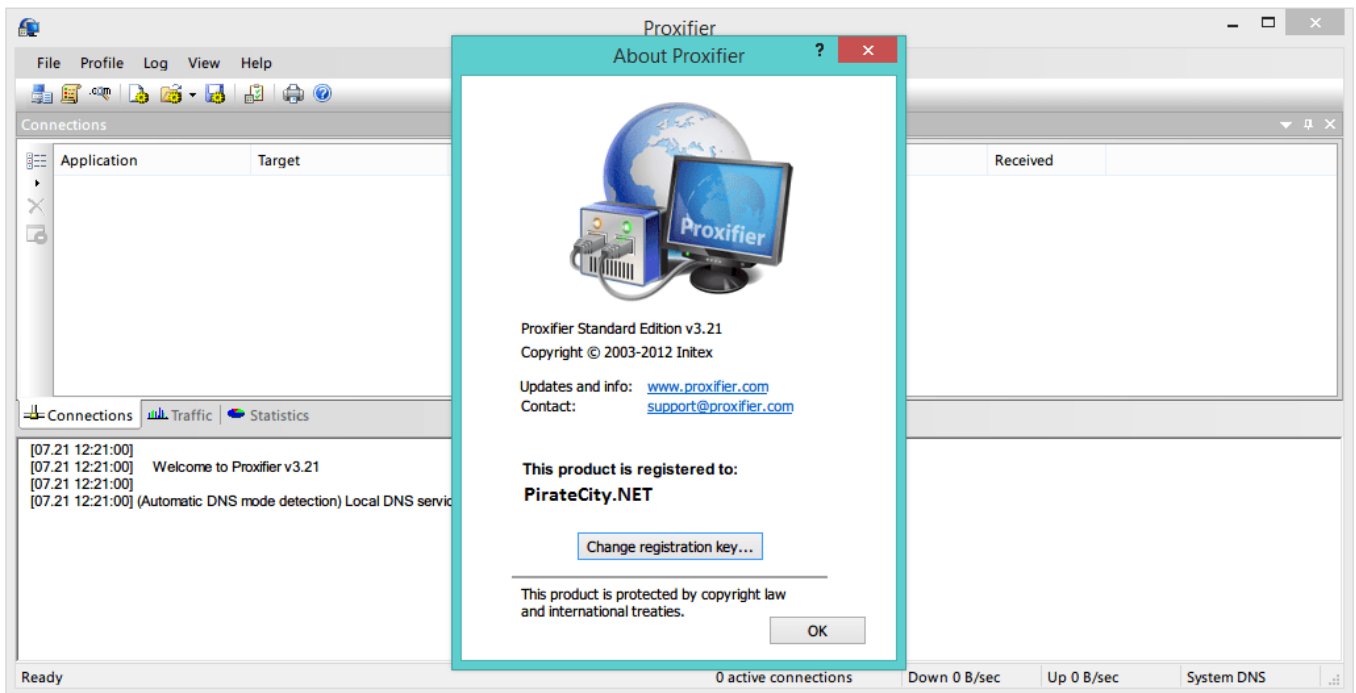 Proxifier
File Profile Log View Help
Connections
Application Target Received
Connections Traffic Statistics
[07.21 12:21:00]
[07.21 12:21:00] Welcome to Proxifier v3.21
[07.21 12:21:00]
[07.21 12:21:00] (Automatic DNS mode detection) Local DNS servic
Ready 0 active connections Down 0 B/sec Up 0 B/sec System DNS
About Proxifier ?
Proxifier
Proxifier Standard Edition v3.21
Copyright © 2003-2012 Initex
Updates and info: www.proxifier.com
Contact: support@proxifier.com
This product is registered to:
PirateCity.NET
Change registration key...
This product is protected by copyright law
and international treaties.
OK